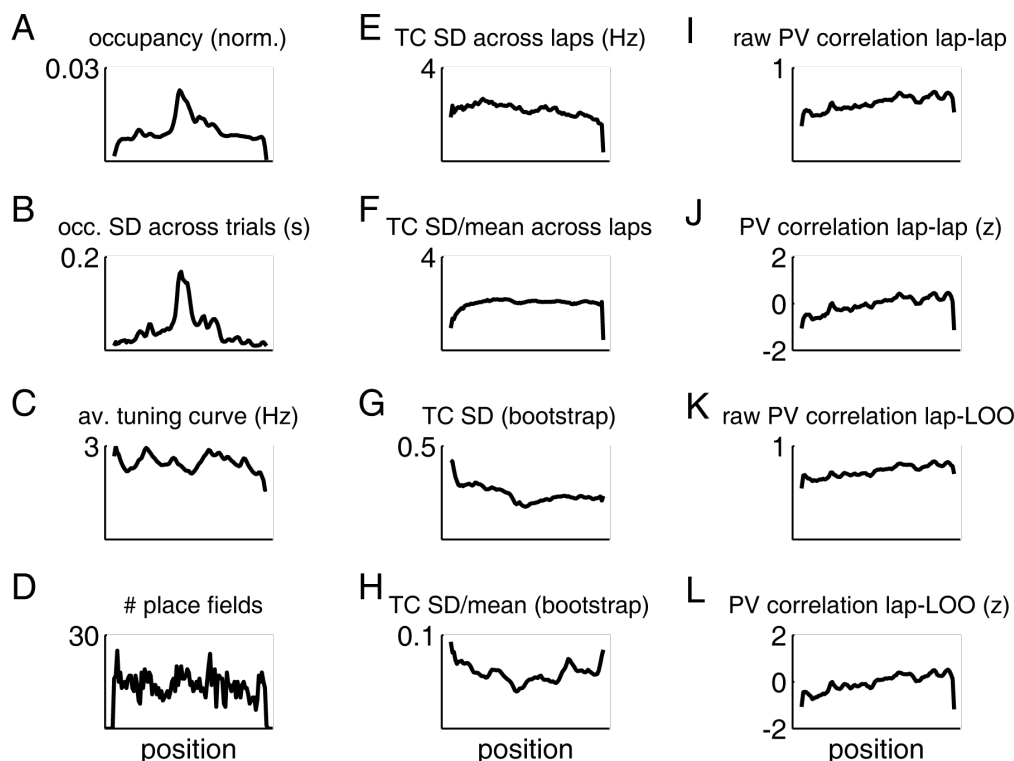 A
occupancy (norm.)
0.03
B
occ. SD across trials (s)
0.2
C
av. tuning curve (Hz)
3
D
# place fields
30
position
E
TC SD across laps (Hz)
4
F
TC SD/mean across laps
4
G
TC SD (bootstrap)
0.5
H
TC SD/mean (bootstrap)
0.1
position
I
raw PV correlation lap-lap
1
J
PV correlation lap-lap (z)
2
0
-2
K
raw PV correlation lap-LOO
1
L
PV correlation lap-LOO (z)
2
0
-2
position